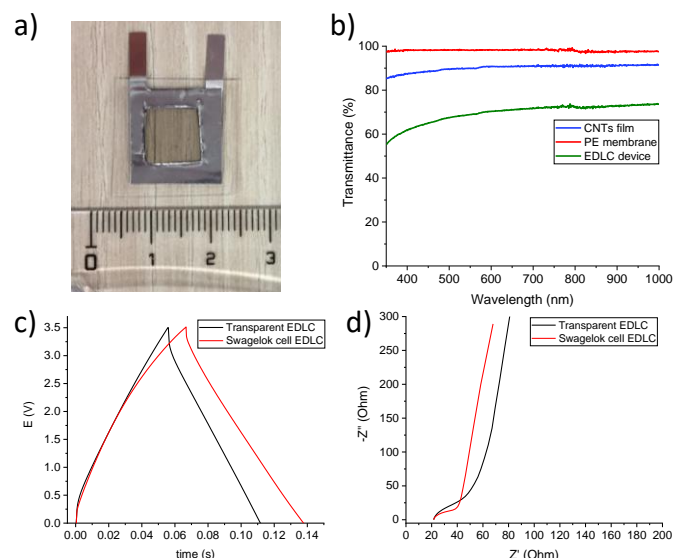 a)
0 1 2 3
b)
100
80
60
40
20
0
Transmittance (%)
CNTs film
PE membrane
EDLC device
400 500 600 700 800 900 1000
Wavelength (nm)
c)
3.5
3.0
2.5
2.0
1.5
1.0
0.5
0.0
E (V)
Transparent EDLC
Swagelok cell EDLC
0.00 0.02 0.04 0.06 0.08 0.10 0.12 0.14
time (s)
d)
300
250
200
150
100
50
0
-Z'' (Ohm)
Transparent EDLC
Swagelok cell EDLC
0 20 40 60 80 100 120 140 160 180 200
Z' (Ohm)